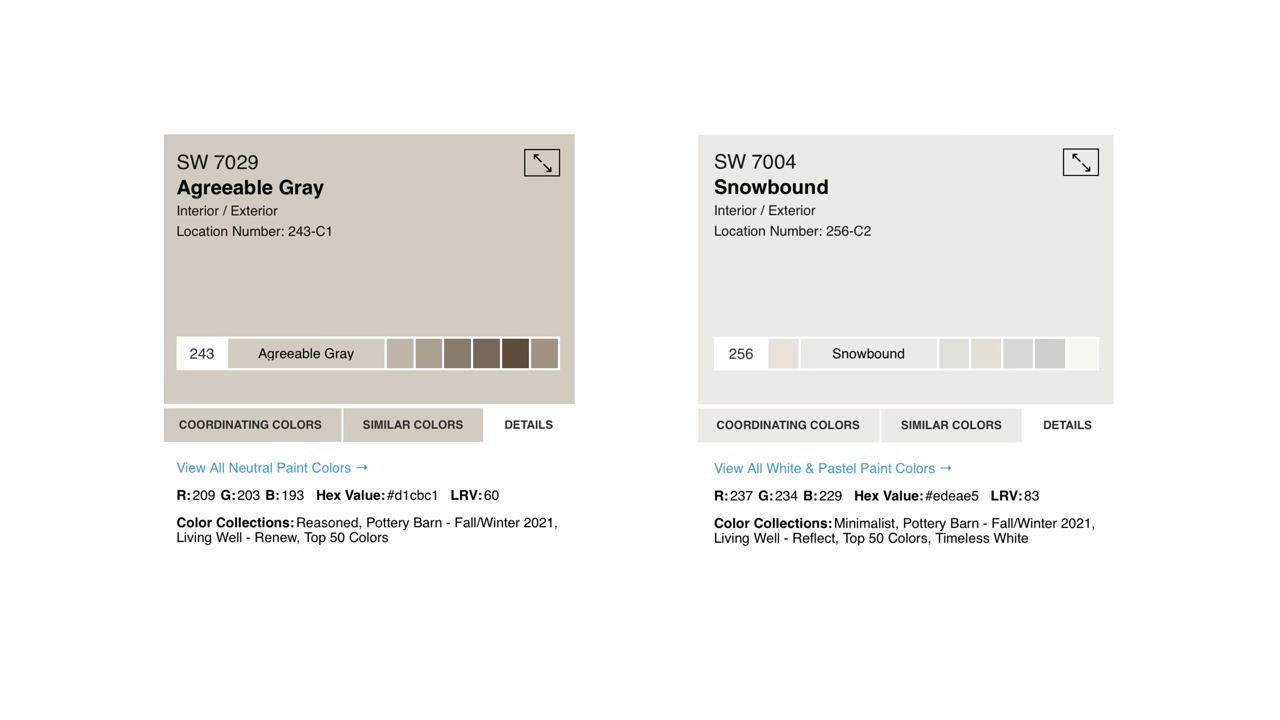 SW 7029
Agreeable Gray
Interior / Exterior
Location Number: 243-C1
243
Agreeable Gray
COORDINATING COLORS
SIMILAR COLORS
DETAILS
View All Neutral Paint Colors →
R: 209 G: 203 B: 193 Hex Value: #d1cbc1 LRV: 60
Color Collections: Reasoned, Pottery Barn - Fall/Winter 2021,
Living Well - Renew, Top 50 Colors
SW 7004
Snowbound
Interior / Exterior
Location Number: 256-C2
256
Snowbound
COORDINATING COLORS
SIMILAR COLORS
DETAILS
View All White & Pastel Paint Colors →
R: 237 G: 234 B: 229 Hex Value: #edeae5 LRV: 83
Color Collections: Minimalist, Pottery Barn - Fall/Winter 2021,
Living Well - Reflect, Top 50 Colors, Timeless White